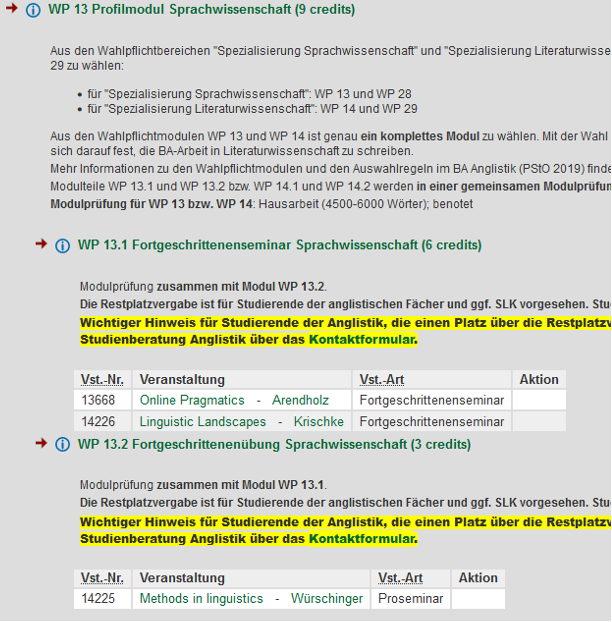 WP 13 Profilmodul Sprachwissenschaft (9 credits)
Aus den Wahlpflichtbereichen "Spezialisierung Sprachwissenschaft" und "Spezialisierung Literaturwisse
29 zu wählen:
• für "Spezialisierung Sprachwissenschaft": WP 13 und WP 28
• für "Spezialisierung Literaturwissenschaft": WP 14 und WP 29
Aus den Wahlpflichtmodulen WP 13 und WP 14 ist genau ein komplettes Modul zu wählen. Mit der Wahl
sich darauf fest, die BA-Arbeit in Literaturwissenschaft zu schreiben.
Mehr Informationen zu den Wahlpflichtmodulen und den Auswahlregeln im BA Anglistik (PStO 2019) finde
Modulteile WP 13.1 und WP 13.2 bzw. WP 14.1 und WP 14.2 werden in einer gemeinsamen Modulprüfun
Modulprüfung für WP 13 bzw. WP 14: Hausarbeit (4500-6000 Wörter); benotet
WP 13.1 Fortgeschrittenenseminar Sprachwissenschaft (6 credits)
Modulprüfung zusammen mit Modul WP 13.2.
Die Restplatzvergabe ist für Studierende der anglistischen Fächer und ggf. SLK vorgesehen. Stu
Wichtiger Hinweis für Studierende der Anglistik, die einen Platz über die Restplatzv
Studienberatung Anglistik über das Kontaktformular.
Vst.-Nr. Veranstaltung Vst.-Art Aktion
13668 Online Pragmatics - Arendholz Fortgeschrittenenseminar
14226 Linguistic Landscapes - Krischke Fortgeschrittenenseminar
WP 13.2 Fortgeschrittenenübung Sprachwissenschaft (3 credits)
Modulprüfung zusammen mit Modul WP 13.1.
Die Restplatzvergabe ist für Studierende der anglistischen Fächer und ggf. SLK vorgesehen. Stu
Wichtiger Hinweis für Studierende der Anglistik, die einen Platz über die Restplatzv
Studienberatung Anglistik über das Kontaktformular.
Vst.-Nr. Veranstaltung Vst.-Art Aktion
14225 Methods in linguistics - Würschinger Proseminar